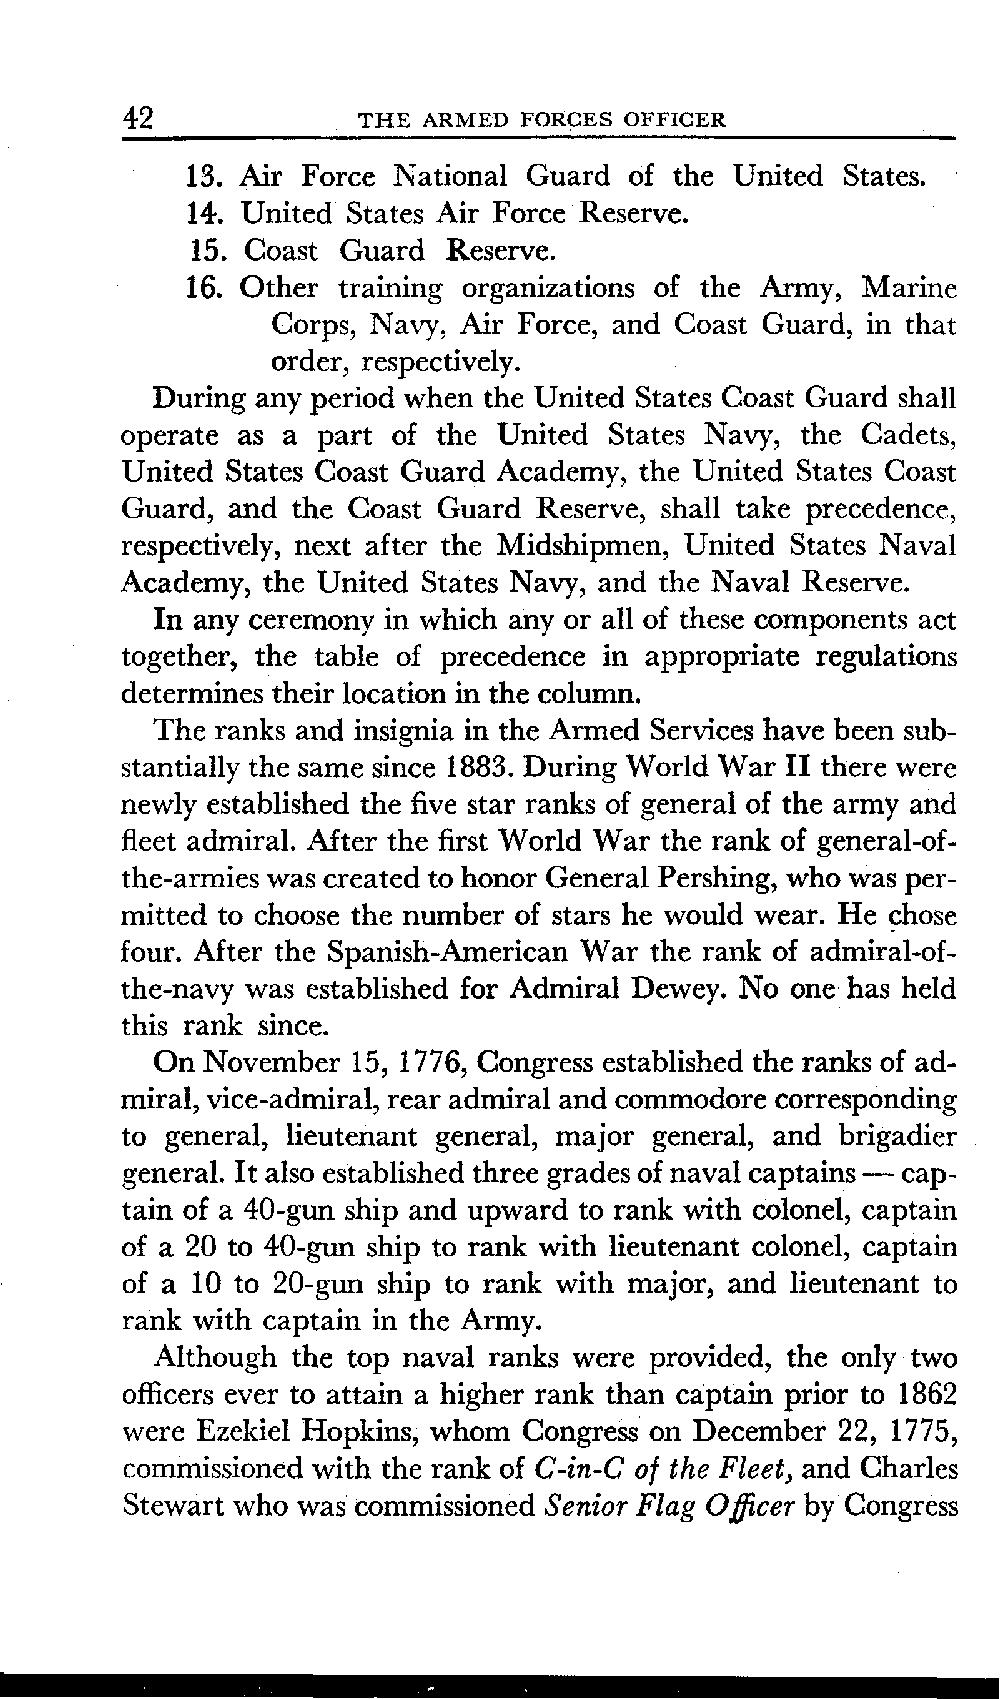 42 THE ARMED FORCES OFFICER
13. Air Force National Guard of the United States.
14. United States Air Force Reserve.
15. Coast Guard Reserve.
16. Other training organizations of the Army, Marine
Corps, Navy, Air Force, and Coast Guard, in that
order, respectively.
During any period when the United States Coast Guard shall
operate as a part of the United States Navy, the Cadets,
United States Coast Guard Academy, the United States Coast
Guard, and the Coast Guard Reserve, shall take precedence,
respectively, next after the Midshipmen, United States Naval
Academy, the United States Navy, and the Naval Reserve.
In any ceremony in which any or all of these components act
together, the table of precedence in appropriate regulations
determines their location in the column.
The ranks and insignia in the Armed Services have been sub-
stantially the same since 1883. During World War II there were
newly established the five star ranks of general of the army and
fleet admiral. After the first World War the rank of general-of-
the-armies was created to honor General Pershing, who was per-
mitted to choose the number of stars he would wear. He chose
four. After the Spanish-American War the rank of admiral-of-
the-navy was established for Admiral Dewey. No one has held
this rank since.
On November 15, 1776, Congress established the ranks of ad-
miral, vice-admiral, rear admiral and commodore corresponding
to general, lieutenant general, major general, and brigadier
general. It also established three grades of naval captains — cap-
tain of a 40-gun ship and upward to rank with colonel, captain
of a 20 to 40-gun ship to rank with lieutenant colonel, captain
of a 10 to 20-gun ship to rank with major, and lieutenant to
rank with captain in the Army.
Although the top naval ranks were provided, the only two
officers ever to attain a higher rank than captain prior to 1862
were Ezekiel Hopkins, whom Congress on December 22, 1775,
commissioned with the rank of C-in-C of the Fleet, and Charles
Stewart who was commissioned Senior Flag Officer by Congress